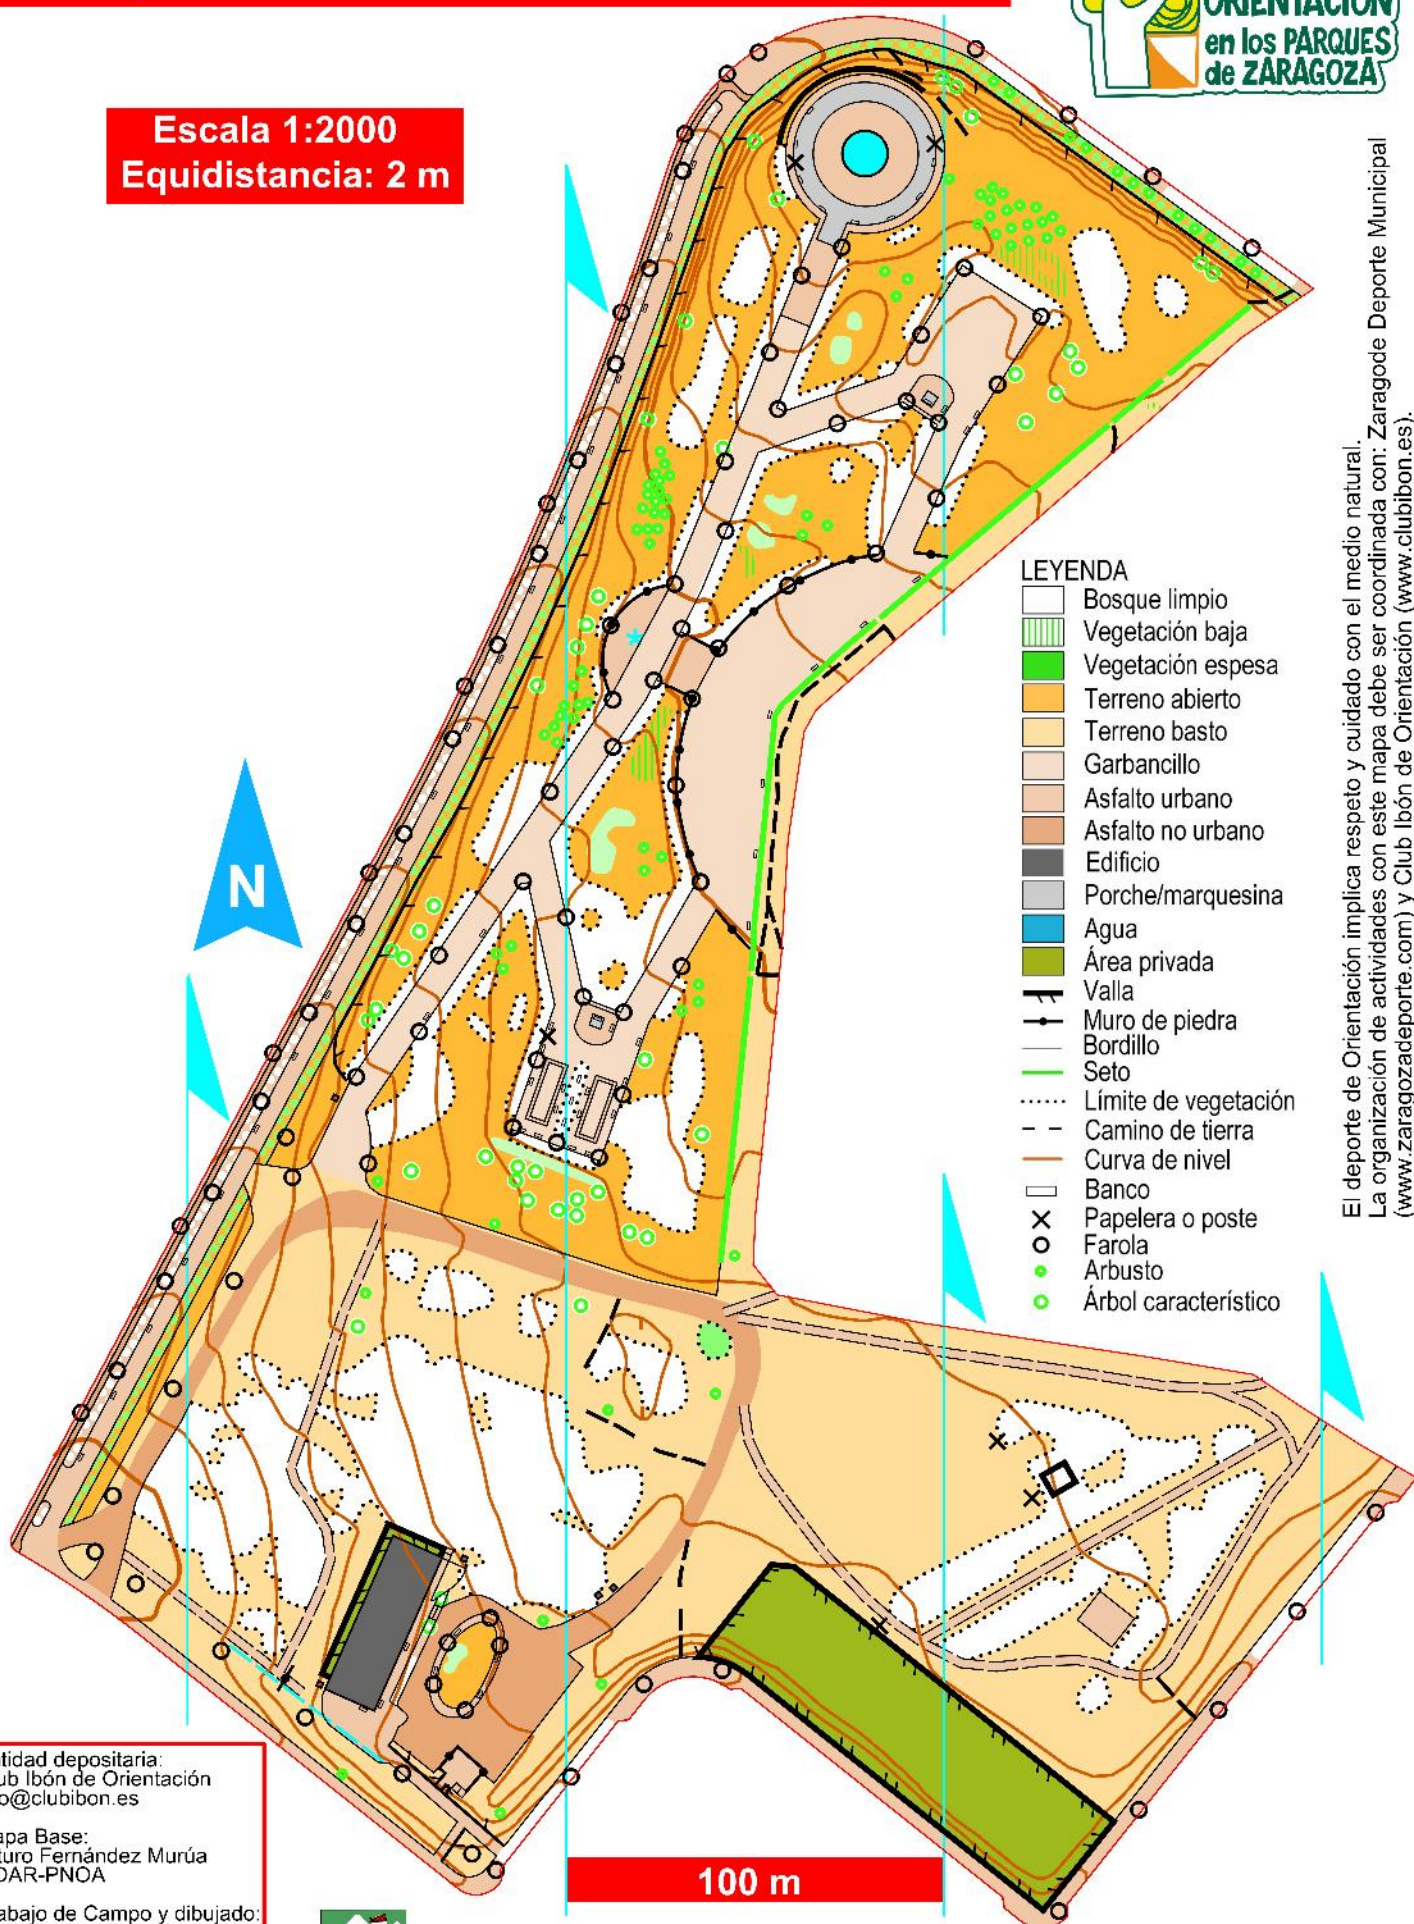 ORIENTACIÓN
en los PARQUES
de ZARAGOZA
Escala 1:2000
Equidistancia: 2 m
N
LEYENDA
Bosque limpio
Vegetación baja
Vegetación espesa
Terreno abierto
Terreno basto
Garbancillo
Asfalto urbano
Asfalto no urbano
Edificio
Porche/marquesina
Agua
Área privada
Valla
Muro de piedra
Bordillo
Seto
Límite de vegetación
Camino de tierra
Curva de nivel
Banco
Papelera o poste
Farola
Arbusto
Árbol característico
El deporte de Orientación implica respeto y cuidado con el medio natural.
La organización de actividades con este mapa debe ser coordinada con: Zaragode Deporte Municipal
(www.zaragozadeporte.com) y Club Ibón de Orientación (www.clubibon.es).
tidad depositaria:
ub Ibón de Orientación
o@clubibon.es
apa Base:
turo Fernández Murúa
DAR-PNOA
abajo de Campo y dibujado:
100 m